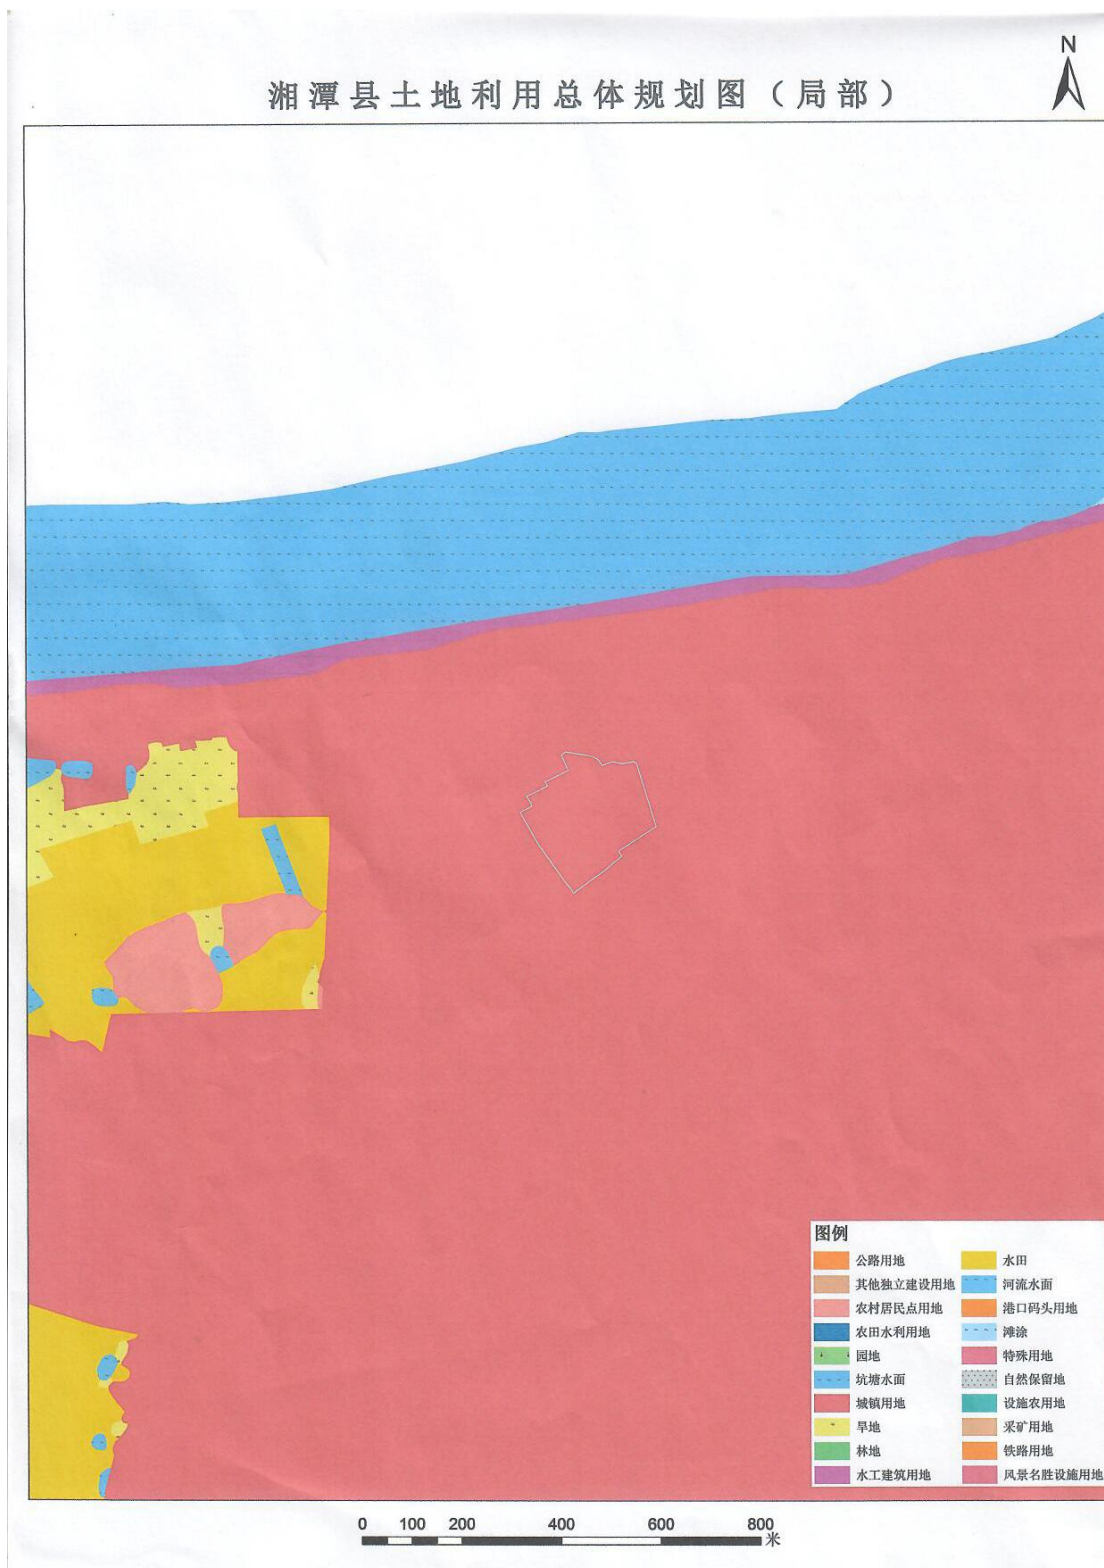 N
湘潭县土地利用总体规划图（局部）
图例
公路用地 水田
其他独立建设用地 河流水面
农村居民点用地 港口码头用地
农田水利用地 滩涂
园地 特殊用地
坑塘水面 自然保留地
城镇用地 设施农用地
旱地 采矿用地
林地 铁路用地
水工建筑用地 风景名胜设施用地
0 100 200 400 600 800
米